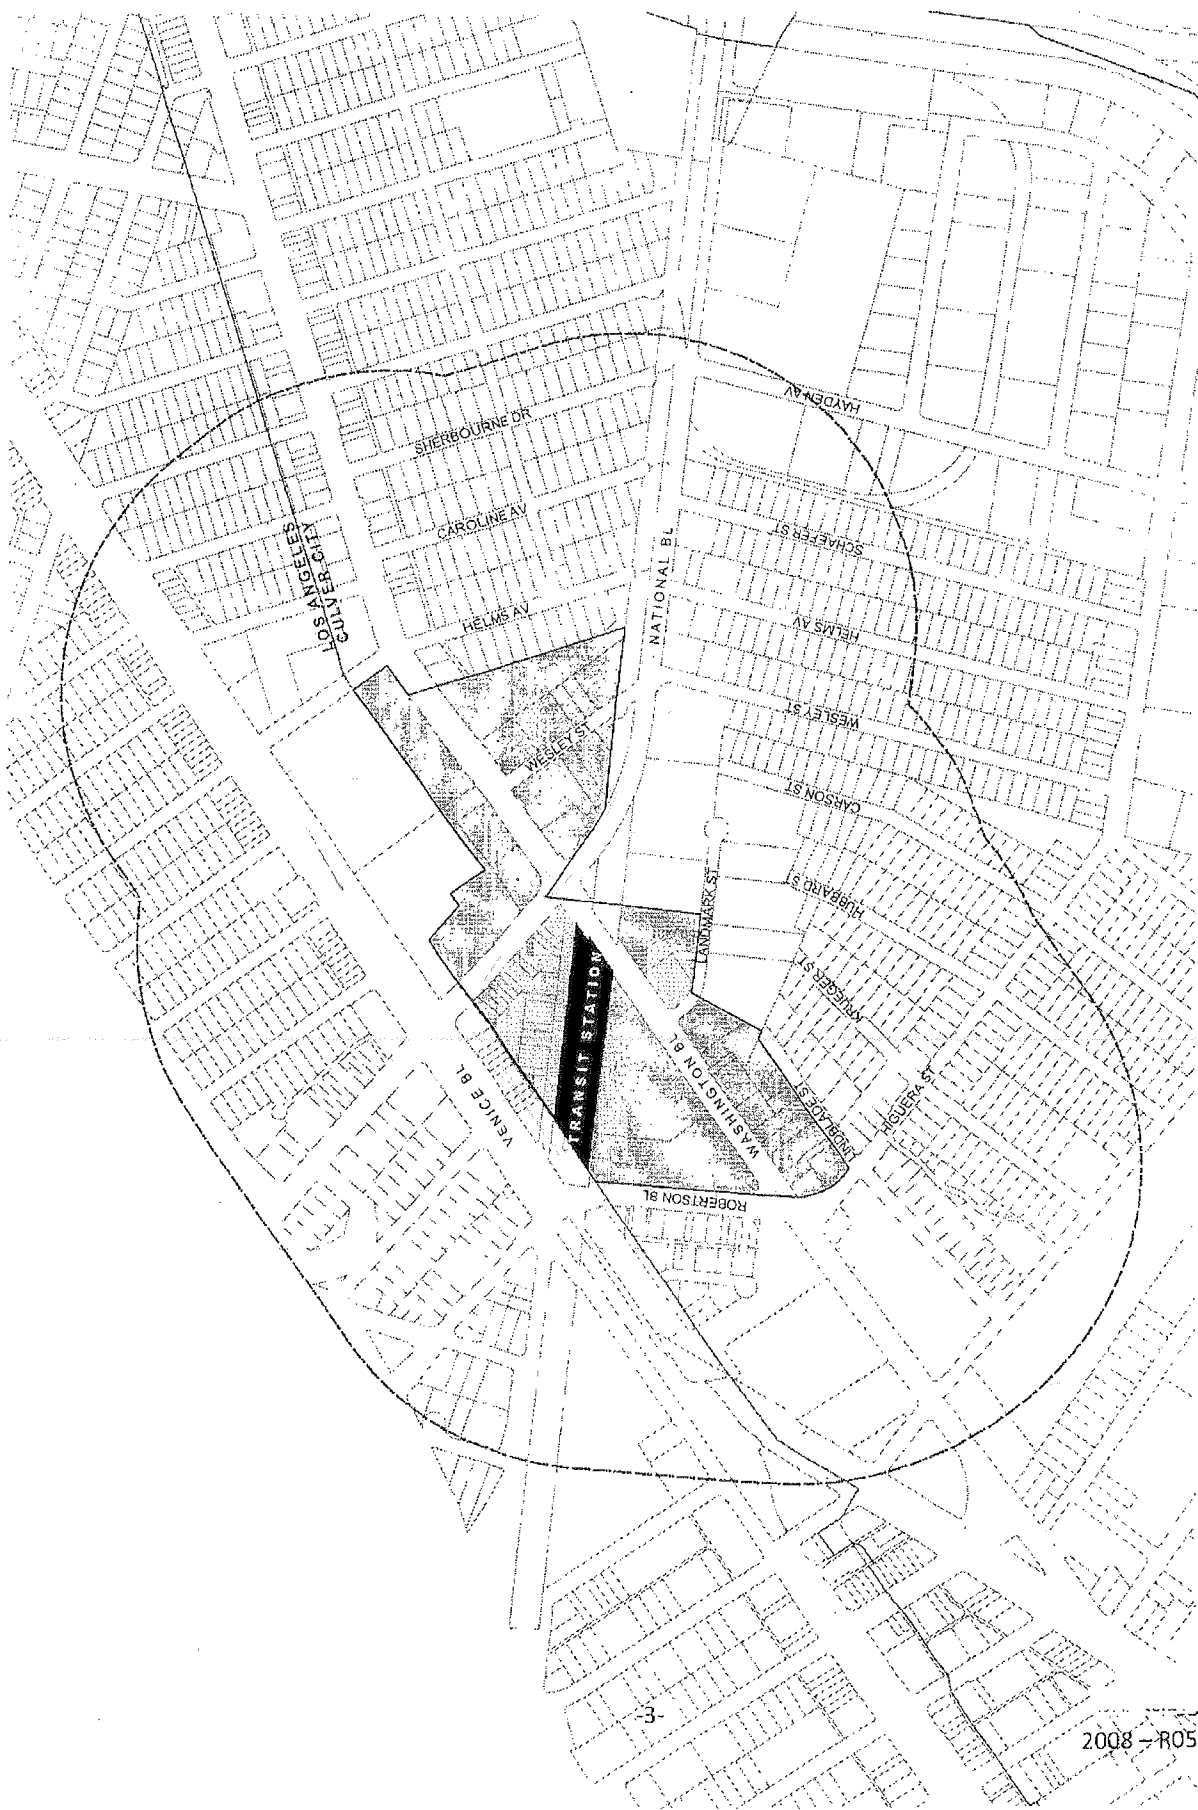 HAYDEN AV
SHERBOURNE DR
CAROLINE AV
SCHAEFER ST
LOS ANGELES
CULVER CITY
NATIONAL BL
HELMS AV
HELMS AV
WESLEY ST
WESLEY ST
CARSON ST
HUBBARD ST
LANDMARK ST
KRUEGER ST
TRANSIT STATION
WASHINGTON BL
VENICE BL
LINDBLADE ST
HIGUERA ST
ROBERTSON BL
-3-
2008 – R05